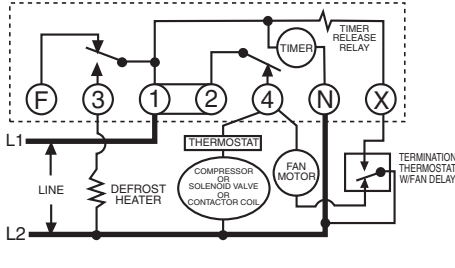 TIMER
TIMER
RELEASE
RELAY
F
3
1
2
4
N
X
L1
THERMOSTAT
LINE
DEFROST
HEATER
COMPRESSOR
OR
SOLENOID VALVE
OR
CONTACTOR COIL
FAN
MOTOR
TERMINATION
THERMOSTAT
W/FAN DELAY
L2